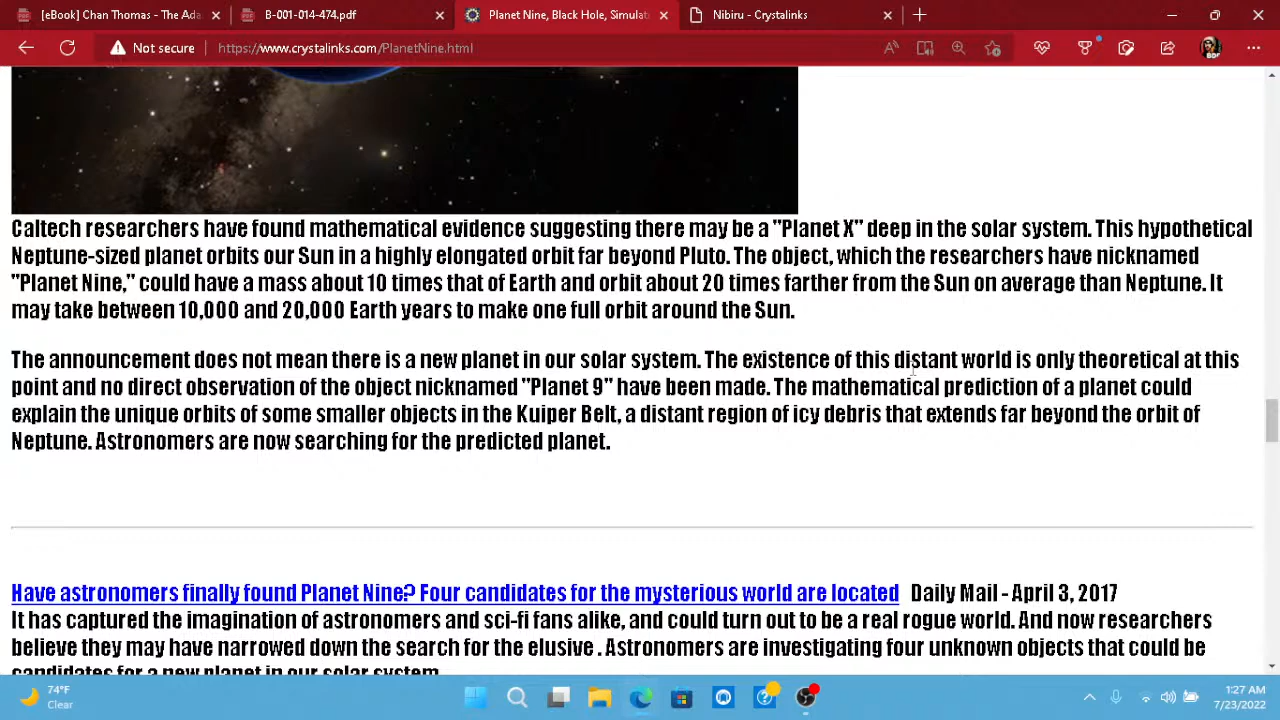 [eBook] Chan Thomas - The Ada
B-001-014-474.pdf
Planet Nine, Black Hole, Simulat
Nibiru - Crystalinks
Not secure
https://www.crystalinks.com/PlanetNine.html
Caltech researchers have found mathematical evidence suggesting there may be a "Planet X" deep in the solar system. This hypothetical
Neptune-sized planet orbits our Sun in a highly elongated orbit far beyond Pluto. The object, which the researchers have nicknamed
"Planet Nine," could have a mass about 10 times that of Earth and orbit about 20 times farther from the Sun on average than Neptune. It
may take between 10,000 and 20,000 Earth years to make one full orbit around the Sun.
The announcement does not mean there is a new planet in our solar system. The existence of this distant world is only theoretical at this
point and no direct observation of the object nicknamed "Planet 9" have been made. The mathematical prediction of a planet could
explain the unique orbits of some smaller objects in the Kuiper Belt, a distant region of icy debris that extends far beyond the orbit of
Neptune. Astronomers are now searching for the predicted planet.
Have astronomers finally found Planet Nine? Four candidates for the mysterious world are located Daily Mail - April 3, 2017
It has captured the imagination of astronomers and sci-fi fans alike, and could turn out to be a real rogue world. And now researchers
believe they may have narrowed down the search for the elusive . Astronomers are investigating four unknown objects that could be
candidates for a new planet in our solar system.
74°F
Clear
1:27 AM
7/23/2022